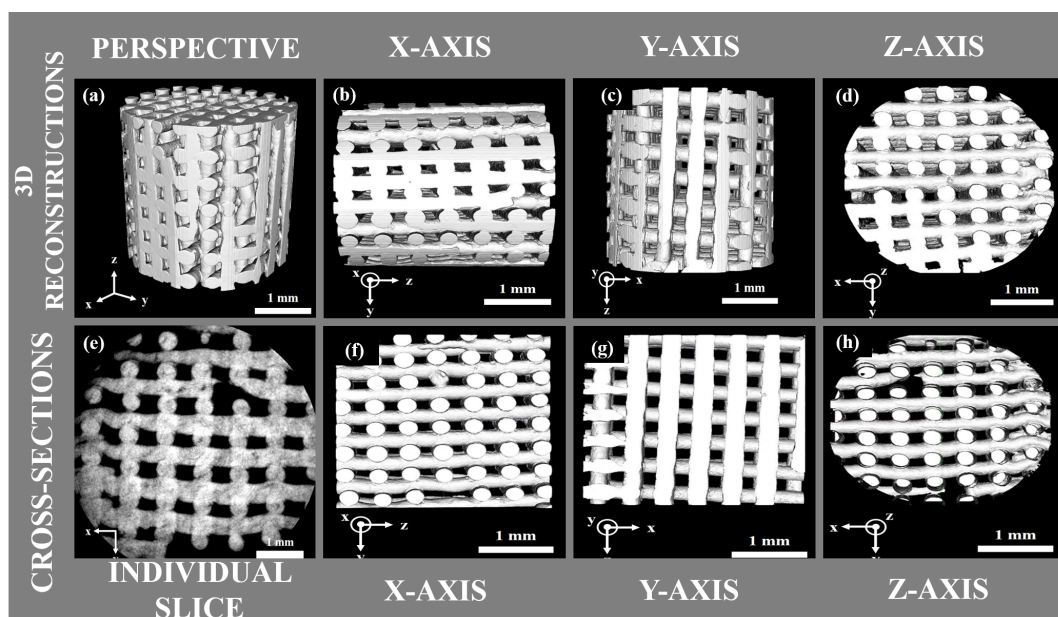 PERSPECTIVE
X-AXIS
Y-AXIS
Z-AXIS
3D
RECONSTRUCTIONS
(a)
z
x
y
1 mm
(b)
x
z
y
1 mm
(c)
y
x
z
1 mm
(d)
z
x
y
1 mm
CROSS-SECTIONS
(e)
x
1 mm
(f)
x
z
y
1 mm
(g)
y
x
1 mm
(h)
z
x
y
1 mm
INDIVIDUAL
SLICE
X-AXIS
Y-AXIS
Z-AXIS